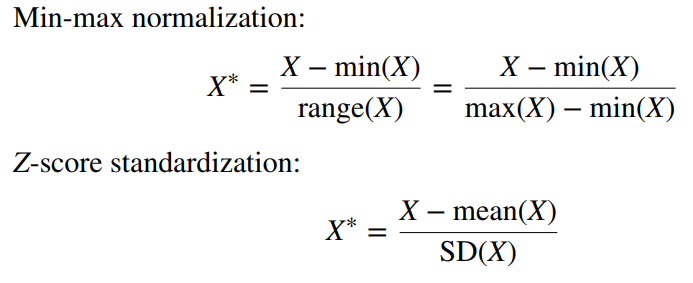 Min-max normalization:
X* = X − min(X) / range(X) = X − min(X) / max(X) − min(X)
Z-score standardization:
X* = X − mean(X) / SD(X)